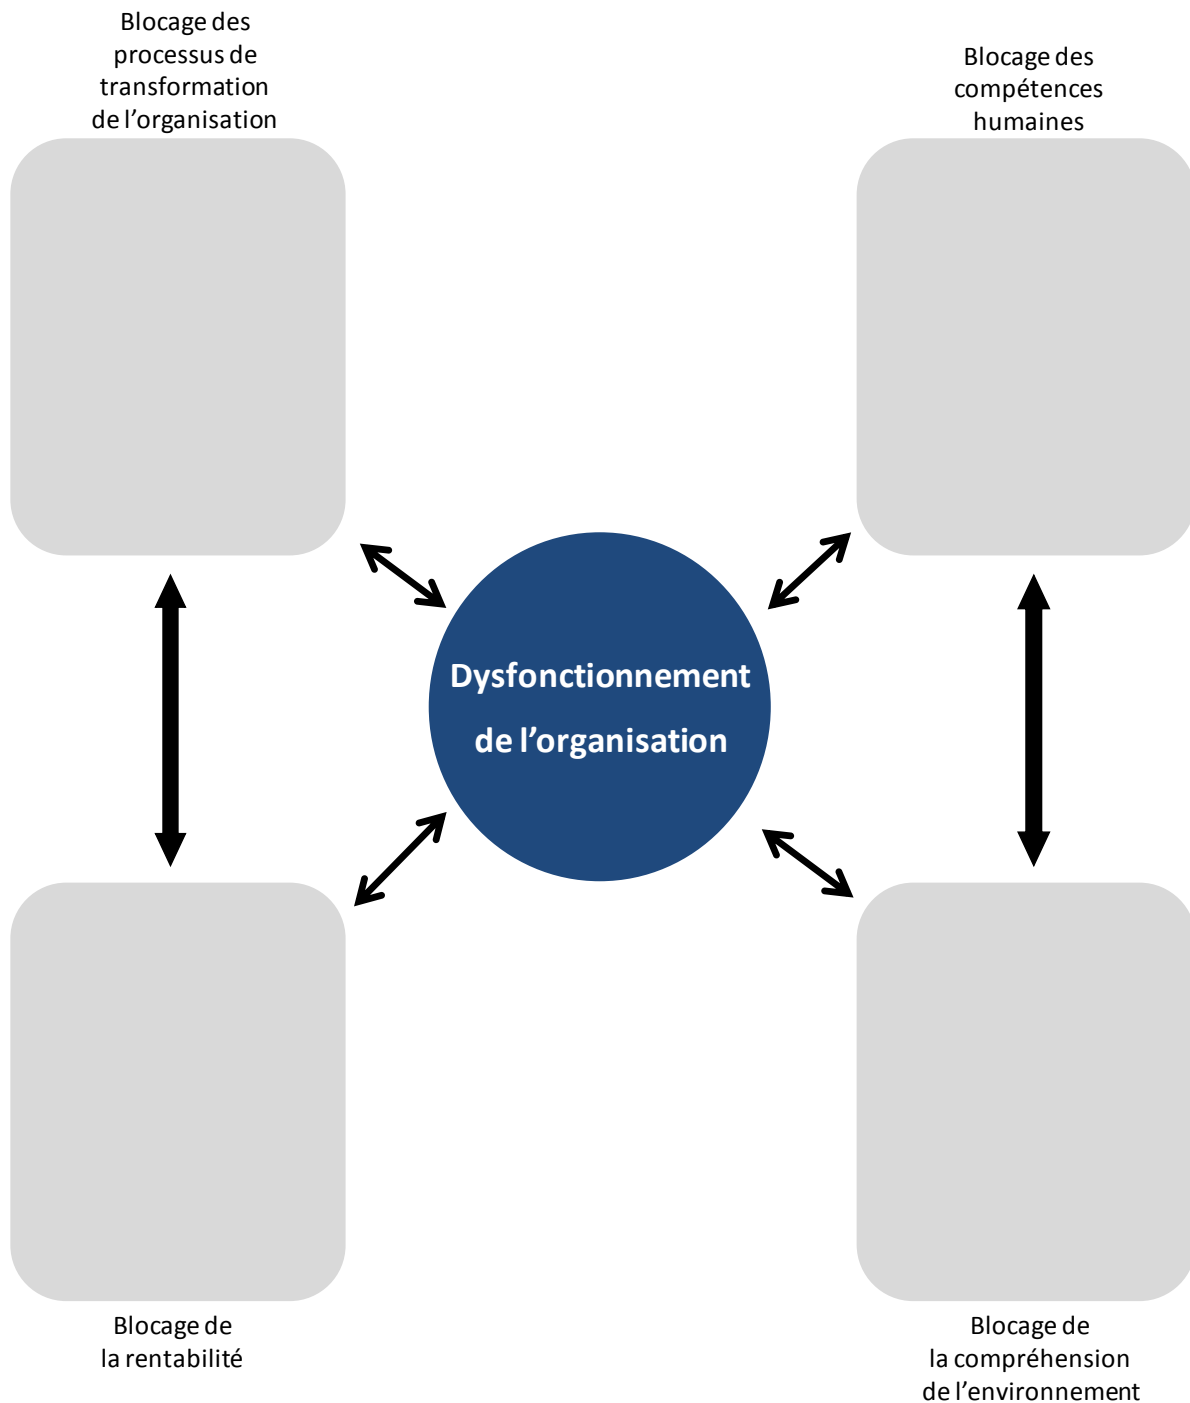 Blocage des
processus de
transformation
de l’organisation
Blocage des
compétences
humaines
Dysfonctionnement
de l’organisation
Blocage de
la rentabilité
Blocage de
la compréhension
de l’environnement